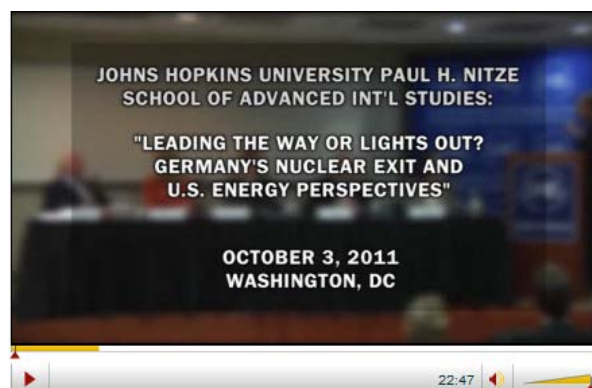 JOHNS HOPKINS UNIVERSITY PAUL H. NITZE
SCHOOL OF ADVANCED INT'L STUDIES:
"LEADING THE WAY OR LIGHTS OUT?
GERMANY'S NUCLEAR EXIT AND
U.S. ENERGY PERSPECTIVES"
OCTOBER 3, 2011
WASHINGTON, DC
22:47